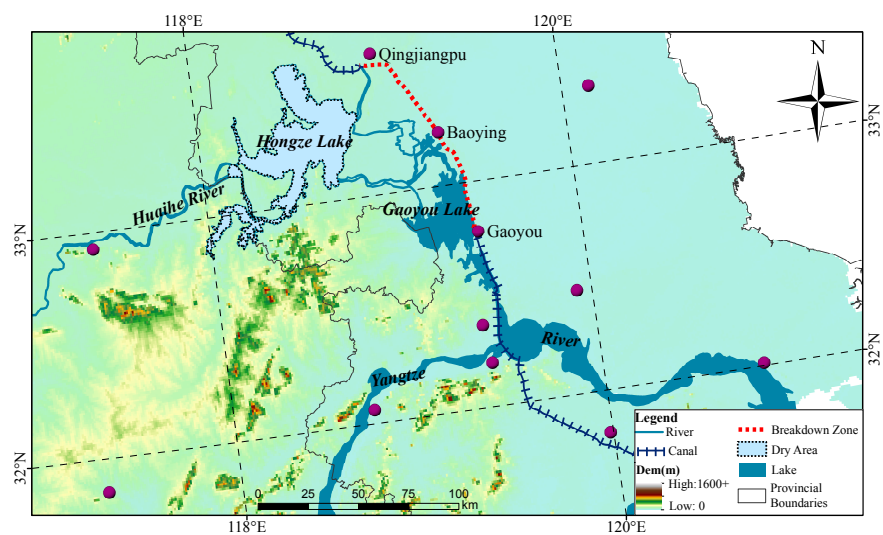 118°E
120°E
N
Qingjiangpu
Hongze Lake
Baoying
33°N
Huaihe River
Gaoyou Lake
Gaoyou
33°N
River
Yangtze
32°N
32°N
Legend
River
Canal
Dem(m)
High:1600+
Low: 0
Breakdown Zone
Dry Area
Lake
Provincial
Boundaries
0 25 50 75 100
km
118°E
120°E